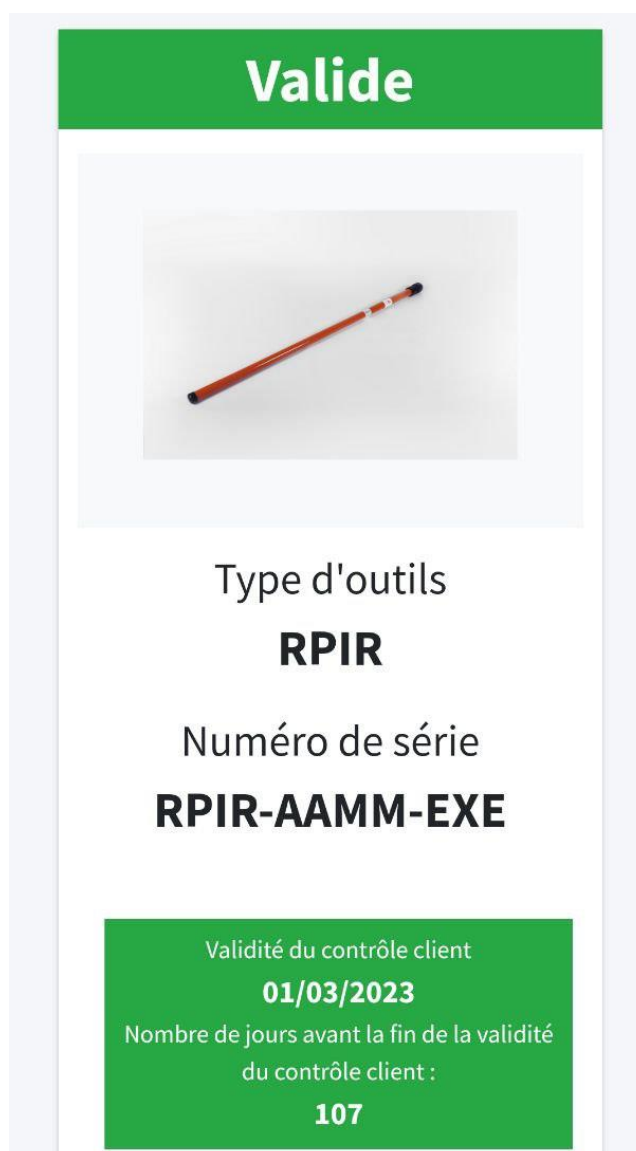 Valide
Type d'outils
RPIR
Numéro de série
RPIR-AAMM-EXE
Validité du contrôle client
01/03/2023
Nombre de jours avant la fin de la validité
du contrôle client :
107